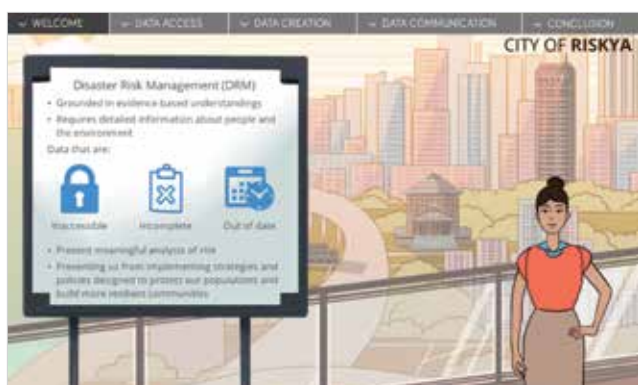 WELCOME
DATA ACCESS
DATA CREATION
DATA COMMUNICATION
CONCLUSION
CITY OF RISKYA
Disaster Risk Management (DRM)
• Grounded in evidence-based understandings
• Requires detailed information about people and
the environment
Data that are:
Inaccessible
Incomplete
Out of date
• Prevent meaningful analysis of risk
• Preventing us from implementing strategies and
policies designed to protect our populations and
build more resilient communities